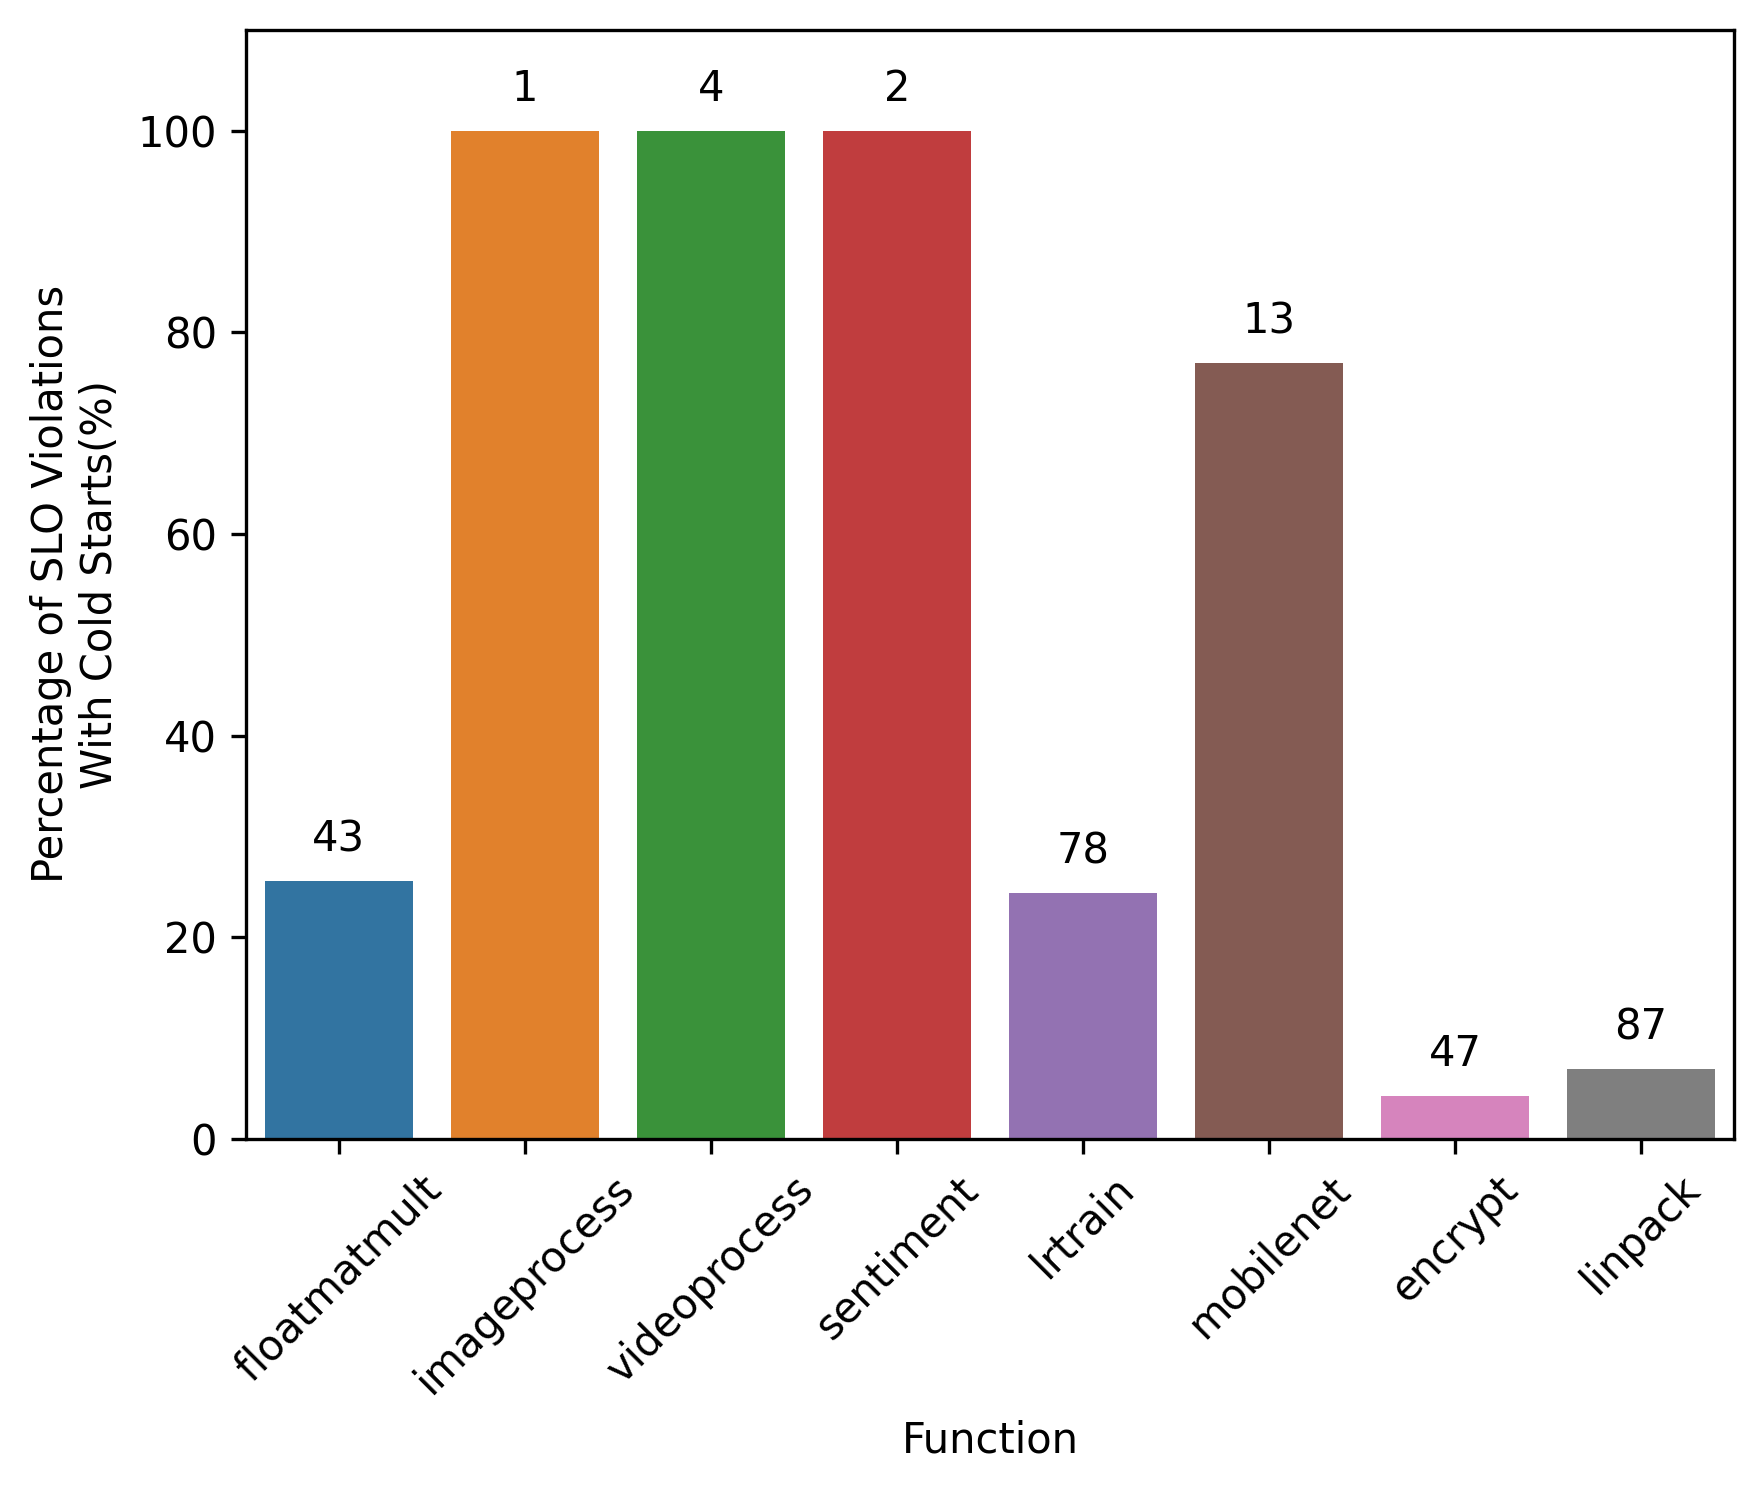 Percentage of SLO Violations
With Cold Starts(%)
100
80
60
40
20
0
43
1
4
2
78
13
47
87
floatmatmult
imageprocess
videoprocess
sentiment
lrtrain
mobilenet
encrypt
linpack
Function